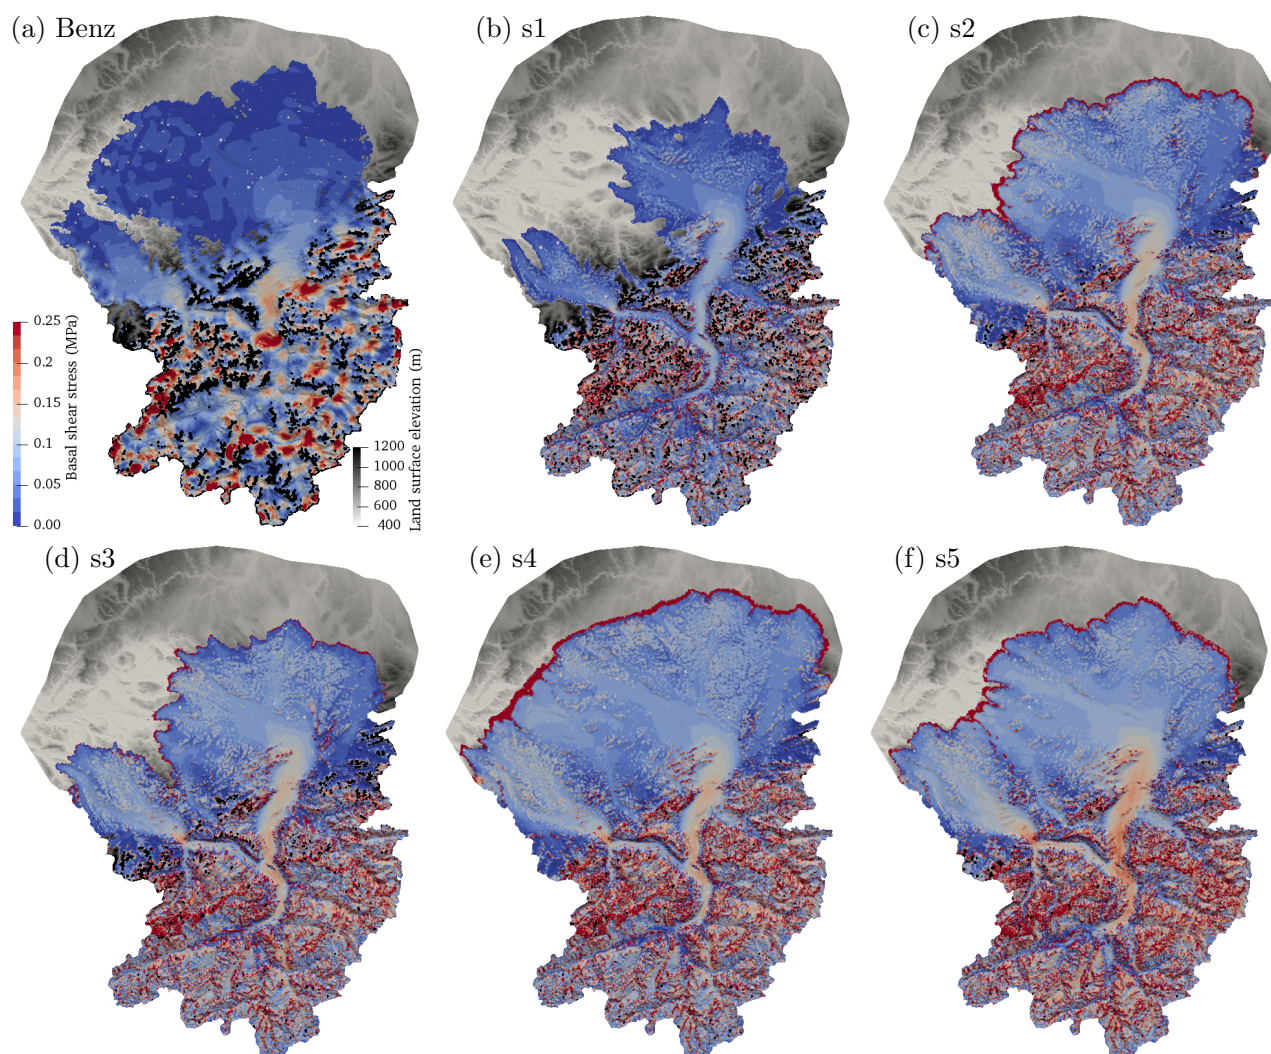 (a) Benz
(b) s1
(c) s2
0.25
0.2
0.15
0.1
0.05
0.00
Basal shear stress (MPa)
1200
1000
800
600
400
Land surface elevation (m)
(d) s3
(e) s4
(f) s5